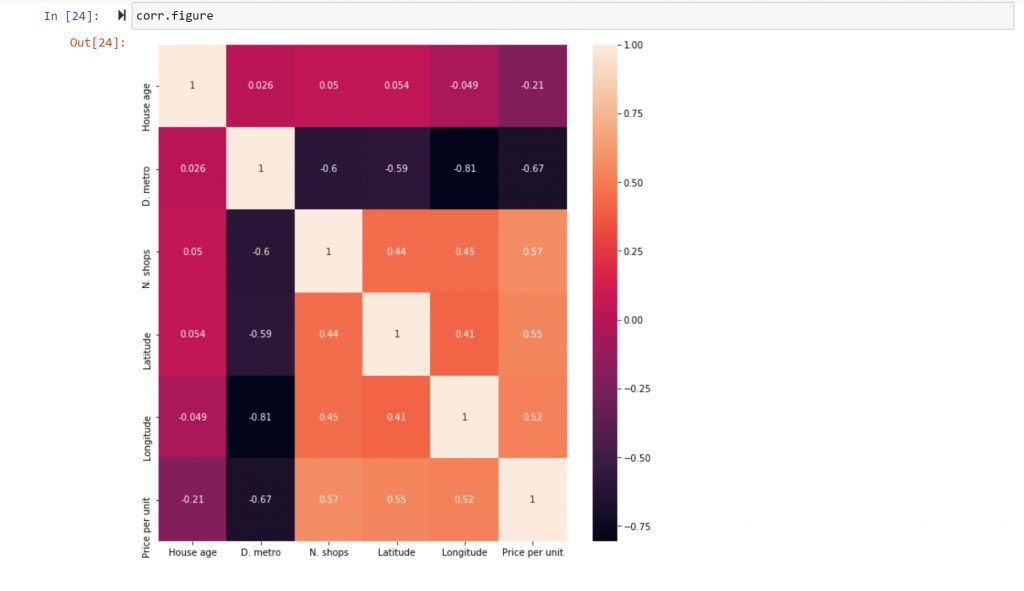 In [24]: corr.figure
Out[24]:
House age 1 0.026 0.05 0.054 -0.049 -0.21
D. metro 0.026 1 -0.6 -0.59 -0.81 -0.67
N. shops 0.05 -0.6 1 0.44 0.45 0.57
Latitude 0.054 -0.59 0.44 1 0.41 0.55
Longitude -0.049 -0.81 0.45 0.41 1 0.52
Price per unit -0.21 -0.67 0.57 0.55 0.52 1
House age D. metro N. shops Latitude Longitude Price per unit
1.00
0.75
0.50
0.25
0.00
−0.25
−0.50
−0.75